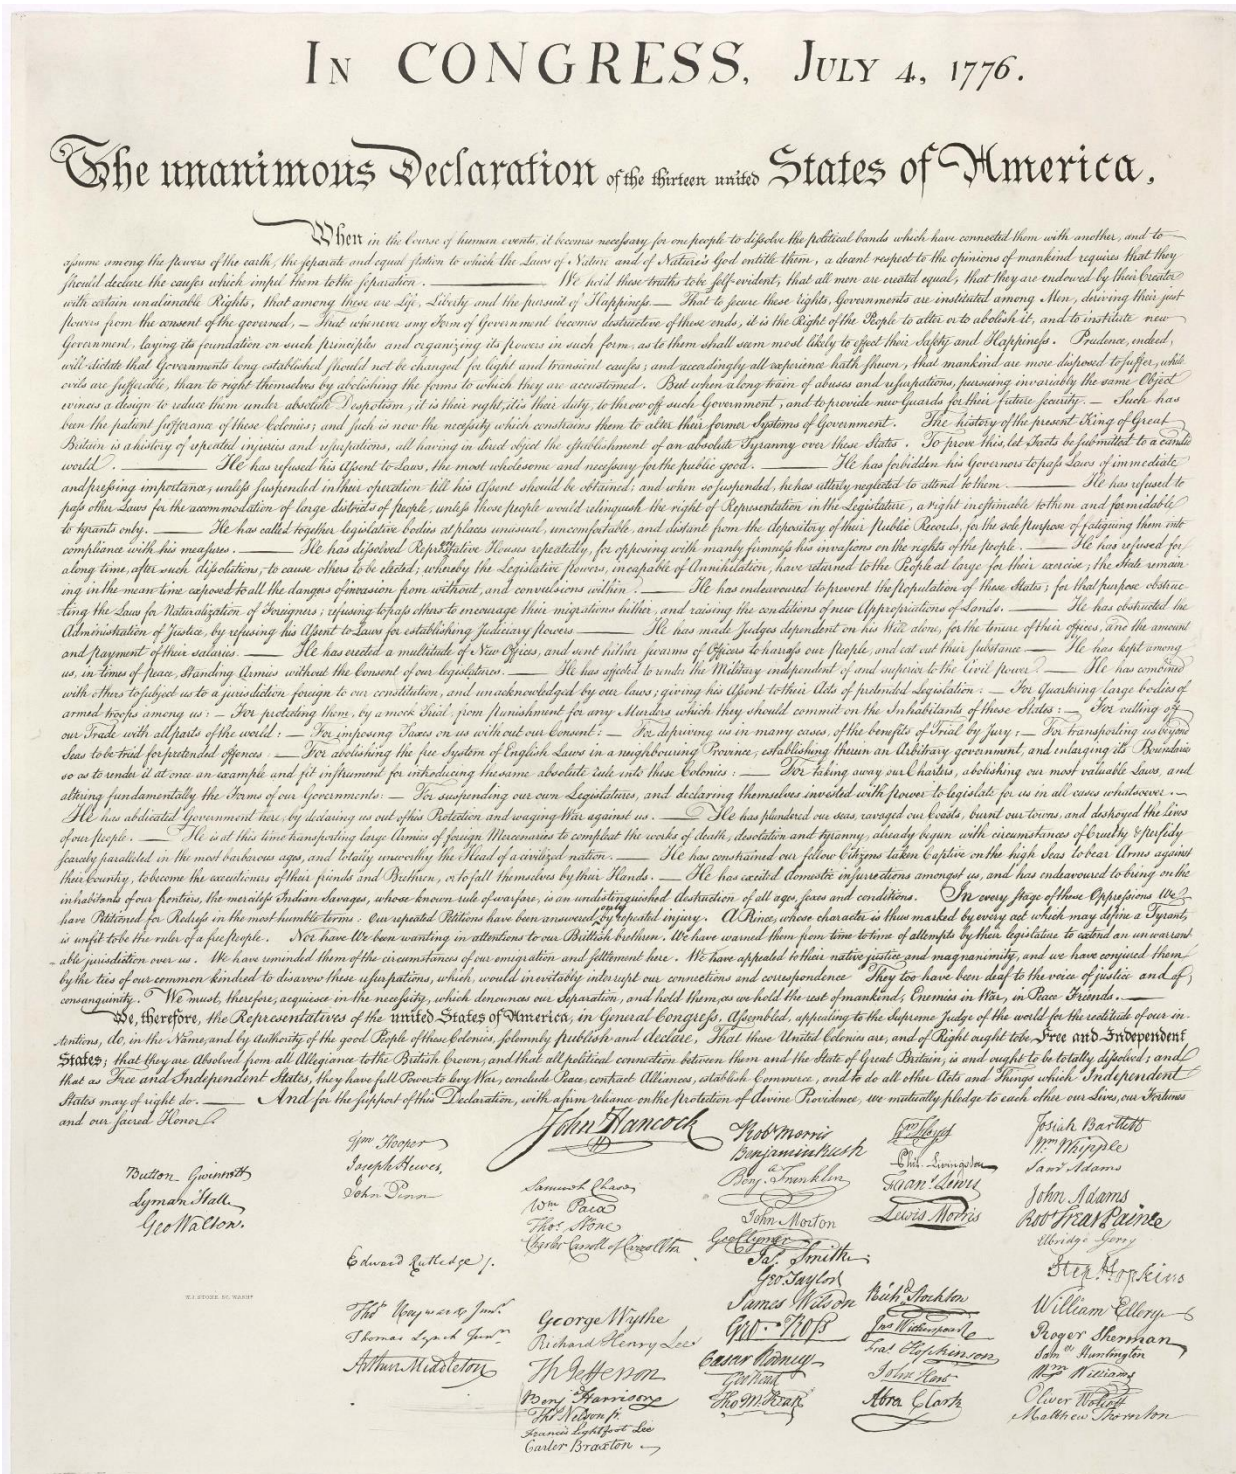 IN CONGRESS, JULY 4, 1776.
The unanimous Declaration of the thirteen united States of America,
When in the Course of human events, it becomes necessary for one people to dissolve the political bands which have connected them with another, and to
assume among the powers of the earth, the separate and equal station to which the Laws of Nature and of Nature's God entitle them, a decent respect to the opinions of mankind requires that they
should declare the causes which impel them to the separation. ——— We hold these truths to be self-evident, that all men are created equal, that they are endowed by their Creator
with certain unalienable Rights, that among these are Life, Liberty and the pursuit of Happiness.— That to secure these rights, Governments are instituted among Men, deriving their just
powers from the consent of the governed, — That whenever any Form of Government becomes destructive of these ends, it is the Right of the People to alter or to abolish it, and to institute new
Government, laying its foundation on such principles and organizing its powers in such form, as to them shall seem most likely to effect their Safety and Happiness. Prudence, indeed,
will dictate that Governments long established should not be changed for light and transient causes; and accordingly all experience hath shewn, that mankind are more disposed to suffer, while
evils are sufferable, than to right themselves by abolishing the forms to which they are accustomed. But when a long train of abuses and usurpations, pursuing invariably the same Object
evinces a design to reduce them under absolute Despotism, it is their right, it is their duty, to throw off such Government, and to provide new Guards for their future security. — Such has
been the patient sufferance of these Colonies; and such is now the necessity which constrains them to alter their former Systems of Government. The history of the present King of Great
Britain is a history of repeated injuries and usurpations, all having in direct object the establishment of an absolute Tyranny over these States. To prove this, let Facts be submitted to a candid
world. ——— He has refused his Assent to Laws, the most wholesome and necessary for the public good. ——— He has forbidden his Governors to pass Laws of immediate
and pressing importance, unless suspended in their operation till his Assent should be obtained; and when so suspended, he has utterly neglected to attend to them. ——— He has refused to
pass other Laws for the accommodation of large districts of people, unless those people would relinquish the right of Representation in the Legislature, a right inestimable to them and formidable
to tyrants only. ——— He has called together legislative bodies at places unusual, uncomfortable, and distant from the depository of their Public Records, for the sole purpose of fatiguing them into
compliance with his measures. ——— He has dissolved Representative Houses repeatedly, for opposing with manly firmness his invasions on the rights of the people. ——— He has refused for
a long time, after such dissolutions, to cause others to be elected; whereby the Legislative powers, incapable of Annihilation, have returned to the People at large for their exercise; the State remain-
ing in the mean time exposed to all the dangers of invasion from without, and convulsions within. ——— He has endeavoured to prevent the population of these States; for that purpose obstruc-
ting the Laws for Naturalization of Foreigners; refusing to pass others to encourage their migrations hither, and raising the conditions of new Appropriations of Lands. ——— He has obstructed the
Administration of Justice, by refusing his Assent to Laws for establishing Judiciary powers. ——— He has made Judges dependent on his Will alone, for the tenure of their offices, and the amount
and payment of their salaries. ——— He has erected a multitude of New Offices, and sent hither swarms of Officers to harrass our people, and eat out their substance. — He has kept among
us, in times of peace, Standing Armies without the Consent of our legislatures. ——— He has affected to render the Military independent of and superior to the Civil power. — He has combined
with others to subject us to a jurisdiction foreign to our constitution, and unacknowledged by our laws; giving his Assent to their Acts of pretended Legislation: — For Quartering large bodies of
armed troops among us: — For protecting them, by a mock Trial, from punishment for any Murders which they should commit on the Inhabitants of these States: — For cutting off
our Trade with all parts of the world: — For imposing Taxes on us without our Consent: — For depriving us in many cases, of the benefits of Trial by Jury: — For transporting us beyond
Seas to be tried for pretended offences — For abolishing the free System of English Laws in a neighbouring Province, establishing therein an Arbitrary government, and enlarging its Boundaries
so as to render it at once an example and fit instrument for introducing the same absolute rule into these Colonies: — For taking away our Charters, abolishing our most valuable Laws, and
altering fundamentally the Forms of our Governments: — For suspending our own Legislatures, and declaring themselves invested with power to legislate for us in all cases whatsoever. —
He has abdicated Government here, by declaring us out of his Protection and waging War against us. — He has plundered our seas, ravaged our Coasts, burnt our towns, and destroyed the Lives
of our people. — He is at this time transporting large Armies of foreign Mercenaries to compleat the works of death, desolation and tyranny, already begun with circumstances of Cruelty & perfidy
scarcely paralleled in the most barbarous ages, and totally unworthy the Head of a civilized nation. ——— He has constrained our fellow Citizens taken Captive on the high Seas to bear Arms against
their Country, to become the executioners of their friends and Brethren, or to fall themselves by their Hands. — He has excited domestic insurrections amongst us, and has endeavoured to bring on the
inhabitants of our frontiers, the merciless Indian Savages, whose known rule of warfare, is an undistinguished destruction of all ages, sexes and conditions. In every stage of these Oppressions We
have Petitioned for Redress in the most humble terms: Our repeated Petitions have been answered only by repeated injury. A Prince, whose character is thus marked by every act which may define a Tyrant,
is unfit to be the ruler of a free people. Nor have We been wanting in attentions to our Brittish brethren. We have warned them from time to time of attempts by their legislature to extend an unwarrant-
able jurisdiction over us. We have reminded them of the circumstances of our emigration and settlement here. We have appealed to their native justice and magnanimity, and we have conjured them
by the ties of our common kindred to disavow these usurpations, which, would inevitably interrupt our connections and correspondence They too have been deaf to the voice of justice and of
consanguinity. We must, therefore, acquiesce in the necessity, which denounces our Separation, and hold them, as we hold the rest of mankind, Enemies in War, in Peace Friends. ———
We, therefore, the Representatives of the united States of America, in General Congress, Assembled, appealing to the Supreme Judge of the world for the rectitude of our in-
tentions, do, in the Name, and by Authority of the good People of these Colonies, solemnly publish and declare, That these United Colonies are, and of Right ought to be Free and Independent
States; that they are Absolved from all Allegiance to the British Crown, and that all political connection between them and the State of Great Britain, is and ought to be totally dissolved; and
that as Free and Independent States, they have full Power to levy War, conclude Peace, contract Alliances, establish Commerce, and to do all other Acts and Things which Independent
States may of right do. ——— And for the support of this Declaration, with a firm reliance on the protection of divine Providence, we mutually pledge to each other our Lives, our Fortunes
and our sacred Honor.
Button Gwinnett
Lyman Hall
Geo Walton.
W.J. STONE SC. WASHN.
Wm Hooper
Joseph Hewes,
John Penn
Edward Rutledge /.
Thos Heyward Junr.
Thomas Lynch Junr.
Arthur Middleton
John Hancock
Samuel Chase
Wm Paca
Thos Stone
Charles Carroll of Carrollton
George Wythe
Richard Henry Lee
Th Jefferson
Benj Harrison
Thos Nelson jr.
Francis Lightfoot Lee
Carter Braxton
Robt Morris
Benjamin Rush
Benj. Franklin
John Morton
Geo Clymer
Jas. Smith
Geo. Taylor
James Wilson
Geo. Ross
Caesar Rodney
Geo Read
Tho M:Kean
Wm Floyd
Phil. Livingston
Frans. Lewis
Lewis Morris
Richd. Stockton
Jno Witherspoon
Fras. Hopkinson
John Hart
Abra Clark
Josiah Bartlett
Wm. Whipple
Saml Adams
John Adams
Robt Treat Paine
Elbridge Gerry
Step. Hopkins
William Ellery
Roger Sherman
Saml Huntington
Wm Williams
Oliver Wolcott
Matthew Thornton